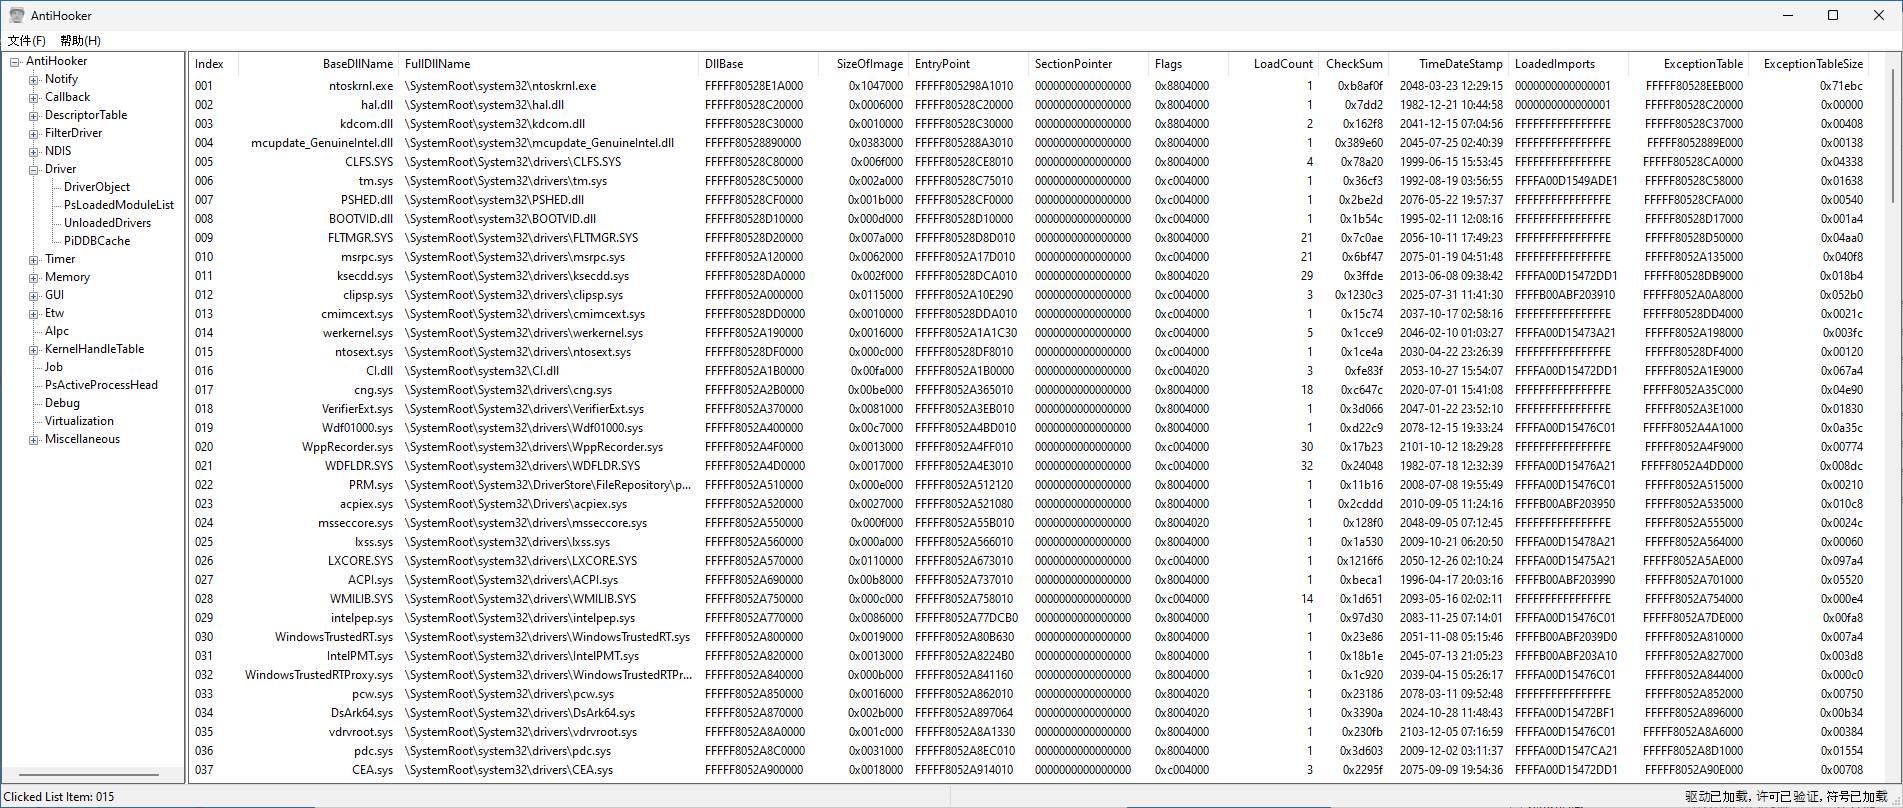 AntiHooker
文件(F) 帮助(H)
AntiHooker
Notify
Callback
DescriptorTable
FilterDriver
NDIS
Driver
DriverObject
PsLoadedModuleList
UnloadedDrivers
PiDDBCache
Timer
Memory
GUI
Etw
Alpc
KernelHandleTable
Job
PsActiveProcessHead
Debug
Virtualization
Miscellaneous
Index BaseDllName FullDllName DllBase SizeOfImage EntryPoint SectionPointer Flags LoadCount CheckSum TimeDateStamp LoadedImports ExceptionTable ExceptionTableSize
001 ntoskrnl.exe \SystemRoot\system32\ntoskrnl.exe FFFFF80528E1A000 0x1047000 FFFFF805298A1010 0000000000000000 0x8804000 1 0xb8af0f 2048-03-23 12:29:15 0000000000000001 FFFFF80528EEB000 0x71ebc
002 hal.dll \SystemRoot\system32\hal.dll FFFFF80528C20000 0x0006000 FFFFF80528C20000 0000000000000000 0x8804000 1 0x7dd2 1982-12-21 10:44:58 0000000000000001 FFFFF80528C20000 0x00000
003 kdcom.dll \SystemRoot\system32\kdcom.dll FFFFF80528C30000 0x0010000 FFFFF80528C30000 0000000000000000 0x8804000 2 0x162f8 2041-12-15 07:04:56 FFFFFFFFFFFFFFFE FFFFF80528C37000 0x00408
004 mcupdate_GenuineIntel.dll \SystemRoot\system32\mcupdate_GenuineIntel.dll FFFFF80528890000 0x0383000 FFFFF805288A3010 0000000000000000 0x8004000 1 0x389e60 2045-07-25 02:40:39 FFFFFFFFFFFFFFFE FFFFF8052889E000 0x00138
005 CLFS.SYS \SystemRoot\System32\drivers\CLFS.SYS FFFFF80528C80000 0x006f000 FFFFF80528CE8010 0000000000000000 0x8004000 4 0x78a20 1999-06-15 15:53:45 FFFFFFFFFFFFFFFE FFFFF80528CA0000 0x04338
006 tm.sys \SystemRoot\System32\drivers\tm.sys FFFFF80528C50000 0x002a000 FFFFF80528C75010 0000000000000000 0xc004000 1 0x36cf3 1992-08-19 03:56:55 FFFFA00D1549ADE1 FFFFF80528C58000 0x01638
007 PSHED.dll \SystemRoot\System32\PSHED.dll FFFFF80528CF0000 0x001b000 FFFFF80528CF0000 0000000000000000 0xc004000 1 0x2be2d 2076-05-22 19:57:37 FFFFFFFFFFFFFFFE FFFFF80528CFA000 0x00540
008 BOOTVID.dll \SystemRoot\System32\BOOTVID.dll FFFFF80528D10000 0x000d000 FFFFF80528D10000 0000000000000000 0xc004000 1 0x1b54c 1995-02-11 12:08:16 FFFFFFFFFFFFFFFE FFFFF80528D17000 0x001a4
009 FLTMGR.SYS \SystemRoot\System32\drivers\FLTMGR.SYS FFFFF80528D20000 0x007a000 FFFFF80528D8D010 0000000000000000 0x8004000 21 0x7c0ae 2056-10-11 17:49:23 FFFFFFFFFFFFFFFE FFFFF80528D50000 0x04aa0
010 msrpc.sys \SystemRoot\System32\drivers\msrpc.sys FFFFF8052A120000 0x0062000 FFFFF8052A17D010 0000000000000000 0xc004000 21 0x6bf47 2075-01-19 04:51:48 FFFFFFFFFFFFFFFE FFFFF8052A135000 0x040f8
011 ksecdd.sys \SystemRoot\System32\drivers\ksecdd.sys FFFFF80528DA0000 0x002f000 FFFFF80528DCA010 0000000000000000 0x8004020 29 0x3ffde 2013-06-08 09:38:42 FFFFA00D15472DD1 FFFFF80528DB9000 0x018b4
012 clipsp.sys \SystemRoot\System32\drivers\clipsp.sys FFFFF8052A000000 0x0115000 FFFFF8052A10E290 0000000000000000 0xc004000 3 0x1230c3 2025-07-31 11:41:30 FFFFB00ABF203910 FFFFF8052A0A8000 0x052b0
013 cmimcext.sys \SystemRoot\System32\drivers\cmimcext.sys FFFFF80528DD0000 0x0010000 FFFFF80528DDA010 0000000000000000 0xc004000 1 0x15c74 2037-10-17 02:58:16 FFFFFFFFFFFFFFFE FFFFF80528DD4000 0x0021c
014 werkernel.sys \SystemRoot\System32\drivers\werkernel.sys FFFFF8052A190000 0x0016000 FFFFF8052A1A1C30 0000000000000000 0xc004000 5 0x1cce9 2046-02-10 01:03:27 FFFFA00D15473A21 FFFFF8052A198000 0x003fc
015 ntosext.sys \SystemRoot\System32\drivers\ntosext.sys FFFFF80528DF0000 0x000c000 FFFFF80528DF8010 0000000000000000 0xc004000 1 0x1ce4a 2030-04-22 23:26:39 FFFFFFFFFFFFFFFE FFFFF80528DF4000 0x00120
016 CI.dll \SystemRoot\system32\CI.dll FFFFF8052A1B0000 0x00fa000 FFFFF8052A1B0000 0000000000000000 0xc004020 3 0xfe83f 2053-10-27 15:54:07 FFFFA00D15472DD1 FFFFF8052A1E9000 0x067a4
017 cng.sys \SystemRoot\System32\drivers\cng.sys FFFFF8052A2B0000 0x00be000 FFFFF8052A365010 0000000000000000 0x8004000 18 0xc647c 2020-07-01 15:41:08 FFFFFFFFFFFFFFFE FFFFF8052A35C000 0x04e90
018 VerifierExt.sys \SystemRoot\System32\drivers\VerifierExt.sys FFFFF8052A370000 0x0081000 FFFFF8052A3EB010 0000000000000000 0x8004000 1 0x3d066 2047-01-22 23:52:10 FFFFFFFFFFFFFFFE FFFFF8052A3E1000 0x01830
019 Wdf01000.sys \SystemRoot\system32\drivers\Wdf01000.sys FFFFF8052A400000 0x00c7000 FFFFF8052A4BD010 0000000000000000 0x8004000 1 0xd22c9 2078-12-15 19:33:24 FFFFA00D15476C01 FFFFF8052A4A1000 0x0a35c
020 WppRecorder.sys \SystemRoot\system32\drivers\WppRecorder.sys FFFFF8052A4F0000 0x0013000 FFFFF8052A4FF010 0000000000000000 0xc004000 30 0x17b23 2101-10-12 18:29:28 FFFFFFFFFFFFFFFE FFFFF8052A4F9000 0x00774
021 WDFLDR.SYS \SystemRoot\system32\drivers\WDFLDR.SYS FFFFF8052A4D0000 0x0017000 FFFFF8052A4E3010 0000000000000000 0xc004000 32 0x24048 1982-07-18 12:32:39 FFFFA00D15476A21 FFFFF8052A4DD000 0x008dc
022 PRM.sys \SystemRoot\System32\DriverStore\FileRepository\p... FFFFF8052A510000 0x000e000 FFFFF8052A512120 0000000000000000 0x8004000 1 0x11b16 2008-07-08 19:55:49 FFFFA00D15476C01 FFFFF8052A515000 0x00210
023 acpiex.sys \SystemRoot\System32\Drivers\acpiex.sys FFFFF8052A520000 0x0027000 FFFFF8052A521080 0000000000000000 0x8004000 1 0x2cddd 2010-09-05 11:24:16 FFFFB00ABF203950 FFFFF8052A535000 0x010c8
024 msseccore.sys \SystemRoot\system32\drivers\msseccore.sys FFFFF8052A550000 0x000f000 FFFFF8052A55B010 0000000000000000 0x8004020 1 0x128f0 2048-09-05 07:12:45 FFFFFFFFFFFFFFFE FFFFF8052A555000 0x0024c
025 lxss.sys \SystemRoot\system32\drivers\lxss.sys FFFFF8052A560000 0x000a000 FFFFF8052A566010 0000000000000000 0x8004000 1 0x1a530 2009-10-21 06:20:50 FFFFA00D15478A21 FFFFF8052A564000 0x00060
026 LXCORE.SYS \SystemRoot\System32\drivers\LXCORE.SYS FFFFF8052A570000 0x0110000 FFFFF8052A673010 0000000000000000 0xc004000 1 0x1216f6 2050-12-26 02:10:24 FFFFA00D15475A21 FFFFF8052A5AE000 0x097a4
027 ACPI.sys \SystemRoot\System32\drivers\ACPI.sys FFFFF8052A690000 0x00b8000 FFFFF8052A737010 0000000000000000 0x8004000 1 0xbeca1 1996-04-17 20:03:16 FFFFB00ABF203990 FFFFF8052A701000 0x05520
028 WMILIB.SYS \SystemRoot\System32\drivers\WMILIB.SYS FFFFF8052A750000 0x000c000 FFFFF8052A758010 0000000000000000 0xc004000 14 0x1d651 2093-05-16 02:02:11 FFFFFFFFFFFFFFFE FFFFF8052A754000 0x000e4
029 intelpep.sys \SystemRoot\System32\drivers\intelpep.sys FFFFF8052A770000 0x0086000 FFFFF8052A77DCB0 0000000000000000 0x8004000 1 0x97d30 2083-11-25 07:14:01 FFFFA00D15476C01 FFFFF8052A7DE000 0x00fa8
030 WindowsTrustedRT.sys \SystemRoot\system32\drivers\WindowsTrustedRT.sys FFFFF8052A800000 0x0019000 FFFFF8052A80B630 0000000000000000 0x8004000 1 0x23e86 2051-11-08 05:15:46 FFFFB00ABF2039D0 FFFFF8052A810000 0x007a4
031 IntelPMT.sys \SystemRoot\System32\drivers\IntelPMT.sys FFFFF8052A820000 0x0013000 FFFFF8052A8224B0 0000000000000000 0x8004000 1 0x18b1e 2045-07-13 21:05:23 FFFFB00ABF203A10 FFFFF8052A827000 0x003d8
032 WindowsTrustedRTProxy.sys \SystemRoot\System32\drivers\WindowsTrustedRTPr... FFFFF8052A840000 0x000b000 FFFFF8052A841160 0000000000000000 0x8004000 1 0x1c920 2039-04-15 05:26:17 FFFFA00D15476C01 FFFFF8052A844000 0x000c0
033 pcw.sys \SystemRoot\System32\drivers\pcw.sys FFFFF8052A850000 0x0016000 FFFFF8052A862010 0000000000000000 0x8004020 1 0x23186 2078-03-11 09:52:48 FFFFFFFFFFFFFFFE FFFFF8052A852000 0x00750
034 DsArk64.sys \SystemRoot\System32\drivers\DsArk64.sys FFFFF8052A870000 0x002b000 FFFFF8052A897064 0000000000000000 0x8004020 1 0x3390a 2024-10-28 11:48:43 FFFFA00D15472BF1 FFFFF8052A896000 0x00b34
035 vdrvroot.sys \SystemRoot\System32\drivers\vdrvroot.sys FFFFF8052A8A0000 0x001c000 FFFFF8052A8A1330 0000000000000000 0x8004000 1 0x230fb 2103-12-05 07:16:59 FFFFA00D15476C01 FFFFF8052A8A6000 0x00384
036 pdc.sys \SystemRoot\system32\drivers\pdc.sys FFFFF8052A8C0000 0x0031000 FFFFF8052A8EC010 0000000000000000 0x8004000 1 0x3d603 2009-12-02 03:11:37 FFFFA00D1547CA21 FFFFF8052A8D1000 0x01554
037 CEA.sys \SystemRoot\system32\drivers\CEA.sys FFFFF8052A900000 0x0018000 FFFFF8052A914010 0000000000000000 0xc004000 3 0x2295f 2075-09-09 19:54:36 FFFFA00D15472DD1 FFFFF8052A90E000 0x00708
Clicked List Item: 015 驱动已加载, 许可已验证, 符号已加载